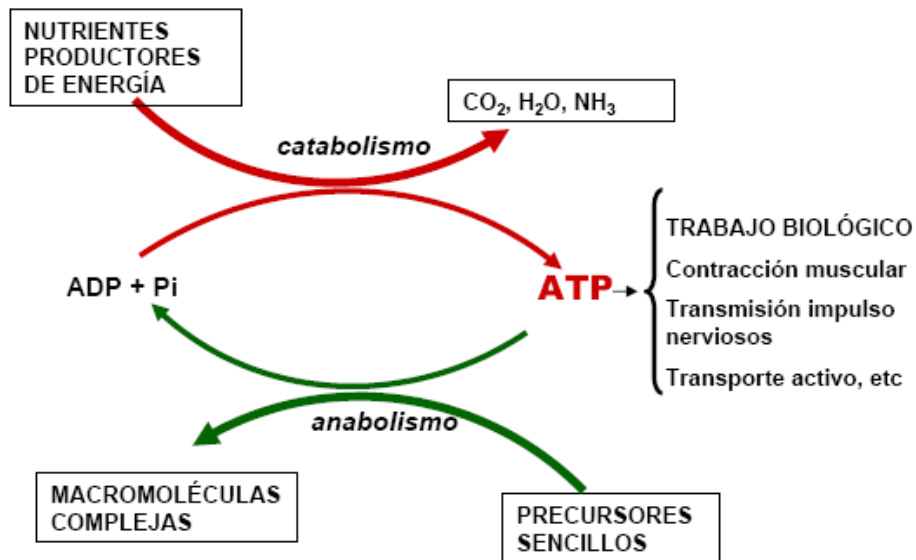 NUTRIENTES
PRODUCTORES
DE ENERGÍA
CO₂, H₂O, NH₃
catabolismo
ADP + Pi
ATP
TRABAJO BIOLÓGICO
Contracción muscular
Transmisión impulso
nerviosos
Transporte activo, etc
anabolismo
MACROMOLÉCULAS
COMPLEJAS
PRECURSORES
SENCILLOS